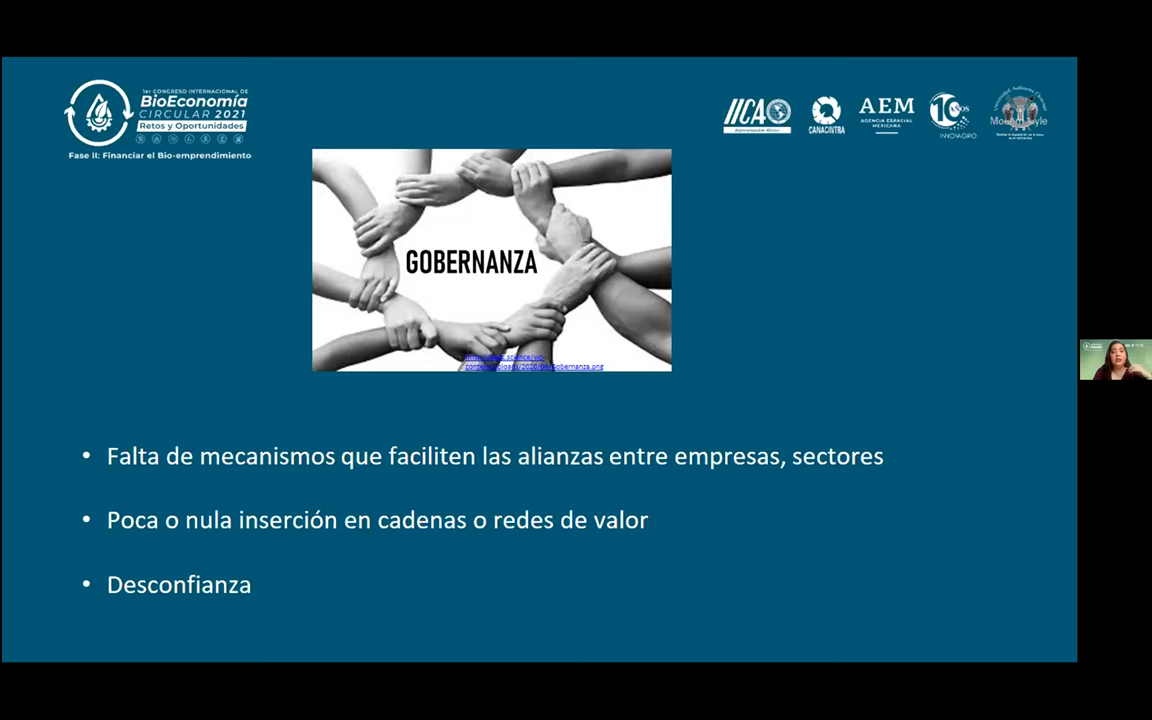 1er CONGRESO INTERNACIONAL DE
BioEconomía
CIRCULAR 2021
Retos y Oportunidades
Fase II: Financiar el Bio-emprendimiento
IICA
CANACINTRA
AEM
AGENCIA ESPACIAL
MEXICANA
10 AÑOS
INNOVAGRO
GOBERNANZA
• Falta de mecanismos que faciliten las alianzas entre empresas, sectores
• Poca o nula inserción en cadenas o redes de valor
• Desconfianza